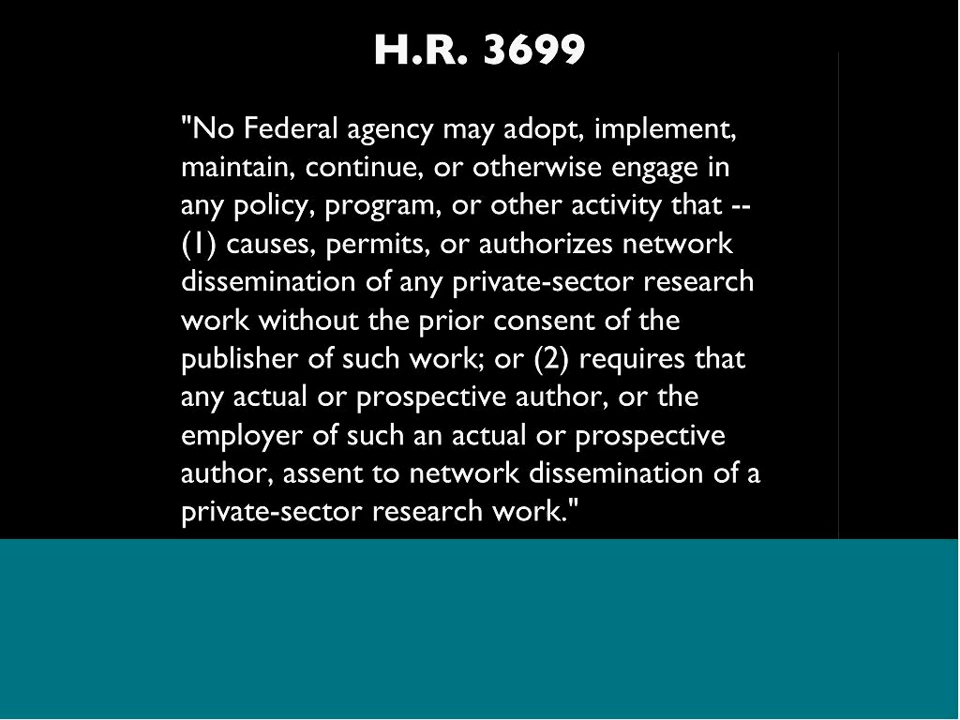 H.R. 3699
"No Federal agency may adopt, implement,
maintain, continue, or otherwise engage in
any policy, program, or other activity that --
(1) causes, permits, or authorizes network
dissemination of any private-sector research
work without the prior consent of the
publisher of such work; or (2) requires that
any actual or prospective author, or the
employer of such an actual or prospective
author, assent to network dissemination of a
private-sector research work."